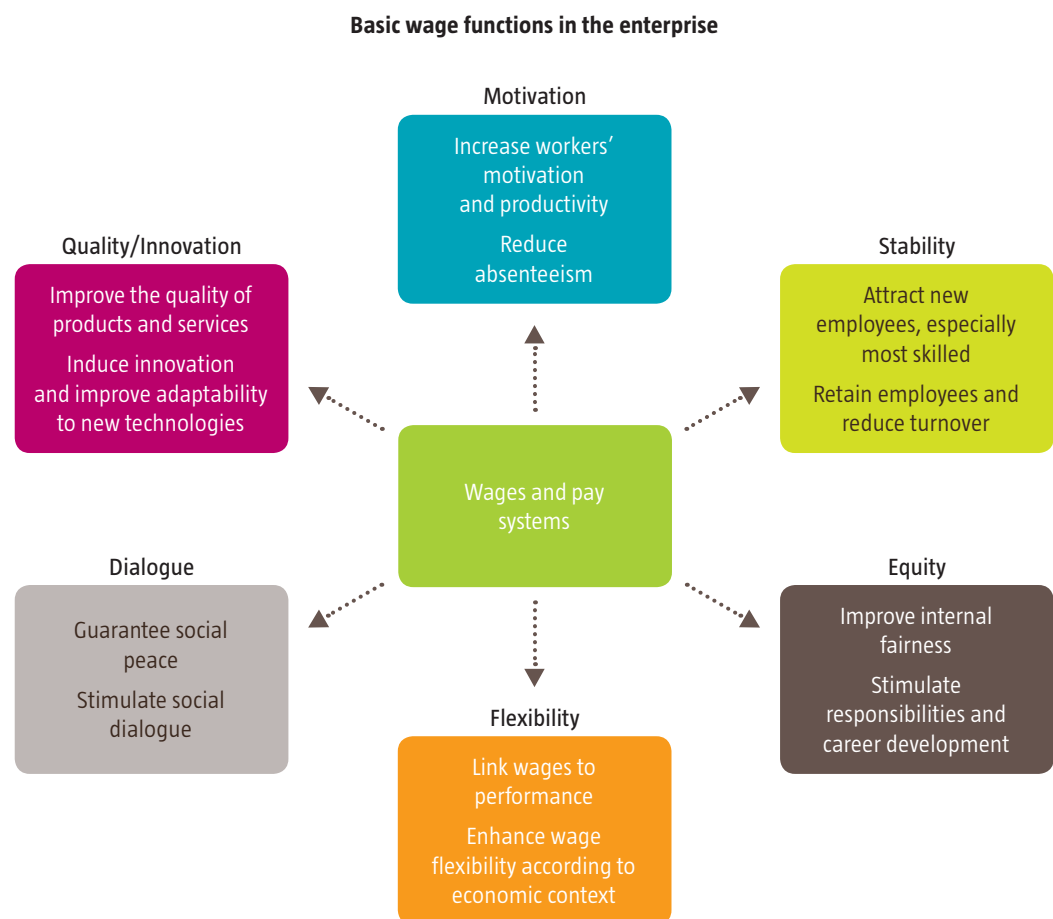 Basic wage functions in the enterprise
Motivation
Increase workers’
motivation
and productivity
Reduce
absenteeism
Quality/Innovation
Improve the quality of
products and services
Induce innovation
and improve adaptability
to new technologies
Stability
Attract new
employees, especially
most skilled
Retain employees and
reduce turnover
Wages and pay
systems
Dialogue
Guarantee social
peace
Stimulate social
dialogue
Equity
Improve internal
fairness
Stimulate
responsibilities and
career development
Flexibility
Link wages to
performance
Enhance wage
flexibility according to
economic context